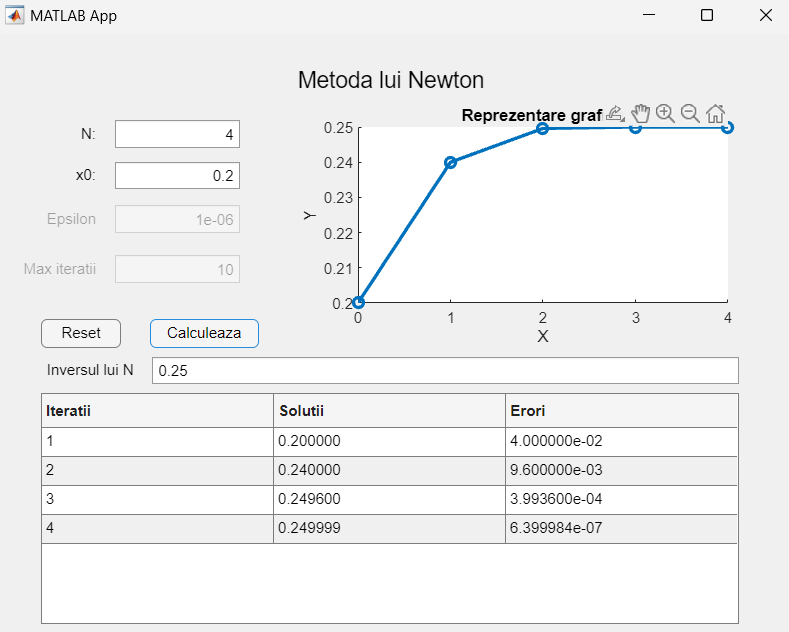 MATLAB App
Metoda lui Newton
Reprezentare graf
N: 4
x0: 0.2
Epsilon 1e-06
Max iteratii 10
0.25
0.24
0.23
0.22
0.21
0.2
Y
0 1 2 3 4
X
Reset Calculeaza
Inversul lui N 0.25
Iteratii Solutii Erori
1 0.200000 4.000000e-02
2 0.240000 9.600000e-03
3 0.249600 3.993600e-04
4 0.249999 6.399984e-07